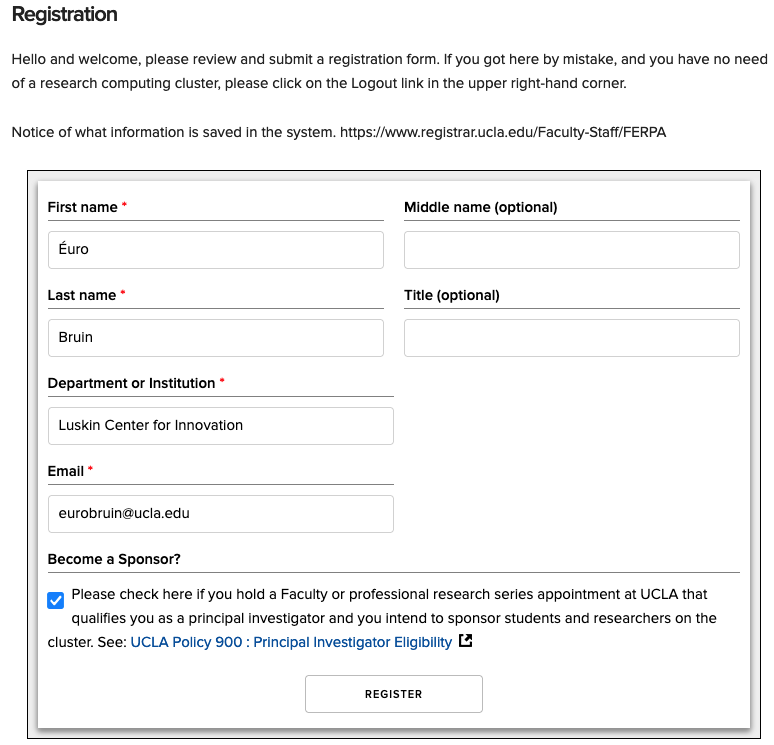 Registration
Hello and welcome, please review and submit a registration form. If you got here by mistake, and you have no need
of a research computing cluster, please click on the Logout link in the upper right-hand corner.
Notice of what information is saved in the system. https://www.registrar.ucla.edu/Faculty-Staff/FERPA
First name *
Middle name (optional)
Éuro
Last name *
Title (optional)
Bruin
Department or Institution *
Luskin Center for Innovation
Email *
eurobruin@ucla.edu
Become a Sponsor?
Please check here if you hold a Faculty or professional research series appointment at UCLA that
qualifies you as a principal investigator and you intend to sponsor students and researchers on the
cluster. See: UCLA Policy 900 : Principal Investigator Eligibility
REGISTER